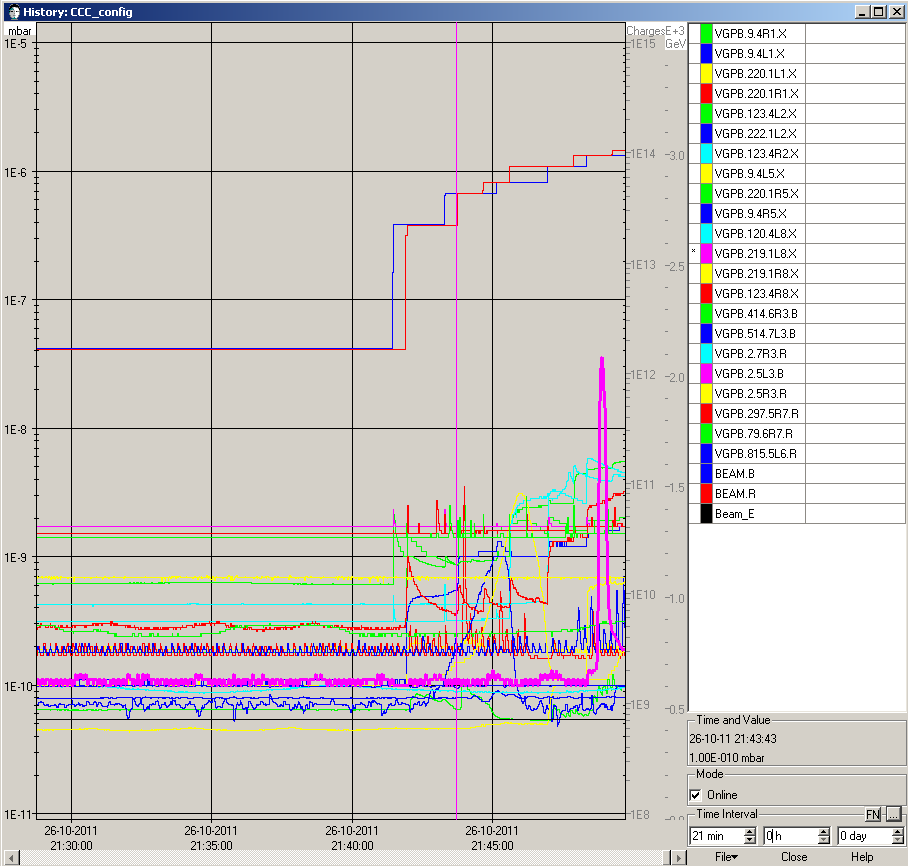 History: CCC_config
mbar
ChargesE+3
GeV
1E-5
1E-6
1E-7
1E-8
1E-9
1E-10
1E-11
1E15
1E14
1E13
1E12
1E11
1E10
1E9
1E8
-3.0
-2.5
-2.0
-1.5
-1.0
-0.5
-0.0
26-10-2011
21:30:00
26-10-2011
21:35:00
26-10-2011
21:40:00
26-10-2011
21:45:00
VGPB.9.4R1.X
VGPB.9.4L1.X
VGPB.220.1L1.X
VGPB.220.1R1.X
VGPB.123.4L2.X
VGPB.222.1L2.X
VGPB.123.4R2.X
VGPB.9.4L5.X
VGPB.220.1R5.X
VGPB.9.4R5.X
VGPB.120.4L8.X
* VGPB.219.1L8.X
VGPB.219.1R8.X
VGPB.123.4R8.X
VGPB.414.6R3.B
VGPB.514.7L3.B
VGPB.2.7R3.R
VGPB.2.5L3.B
VGPB.2.5R3.R
VGPB.297.5R7.R
VGPB.79.6R7.R
VGPB.815.5L6.R
BEAM.B
BEAM.R
Beam_E
Time and Value
26-10-11 21:43:43
1.00E-010 mbar
Mode
Online
Time Interval
FN ...
21 min 0 h 0 day
File Close Help